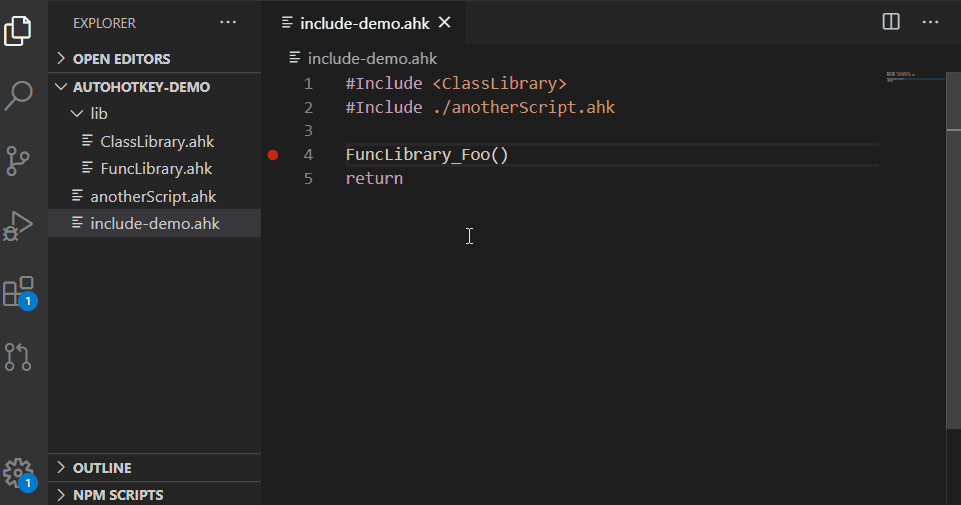 EXPLORER
OPEN EDITORS
AUTOHOTKEY-DEMO
lib
ClassLibrary.ahk
FuncLibrary.ahk
anotherScript.ahk
include-demo.ahk
OUTLINE
NPM SCRIPTS
1
1
include-demo.ahk
include-demo.ahk
1 #Include <ClassLibrary>
2 #Include ./anotherScript.ahk
3
4 FuncLibrary_Foo()
5 return